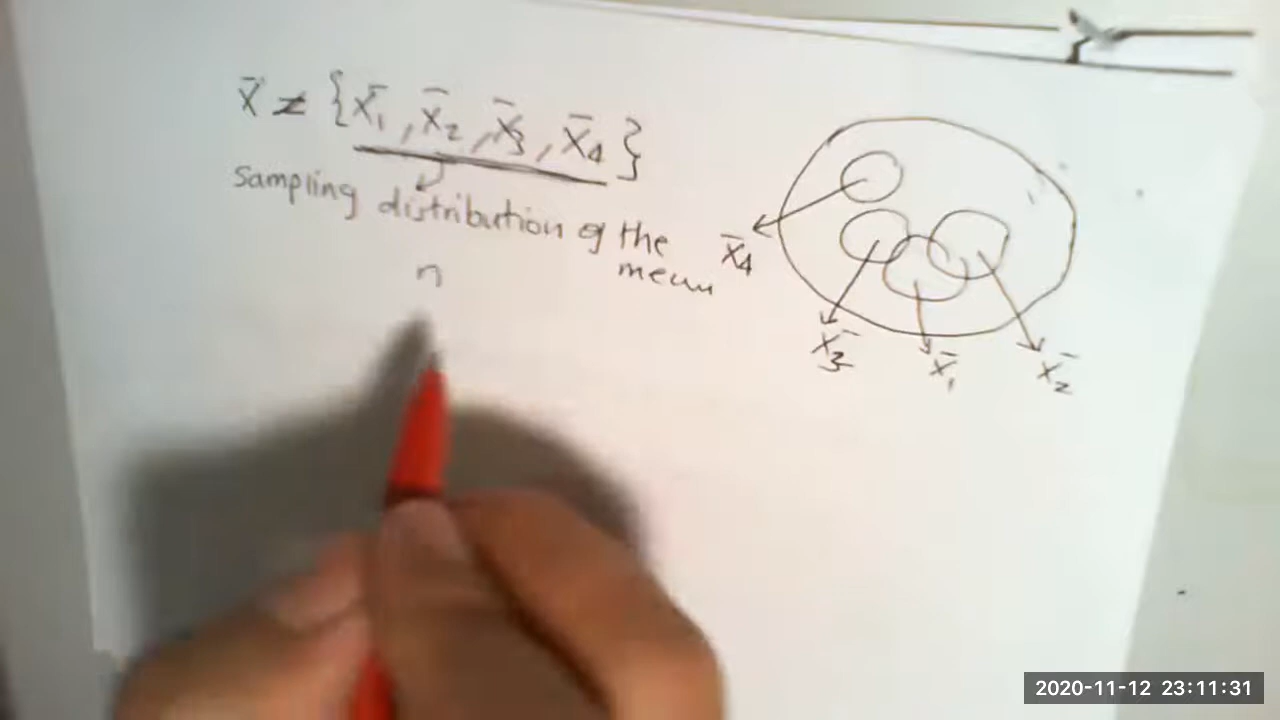 x̄ = {x̄₁, x̄₂, x̄₃, x̄₄}
Sampling distribution of the
mean
n
x̄₄
x̄₃
x̄₁
x̄₂
2020-11-12 23:11:31